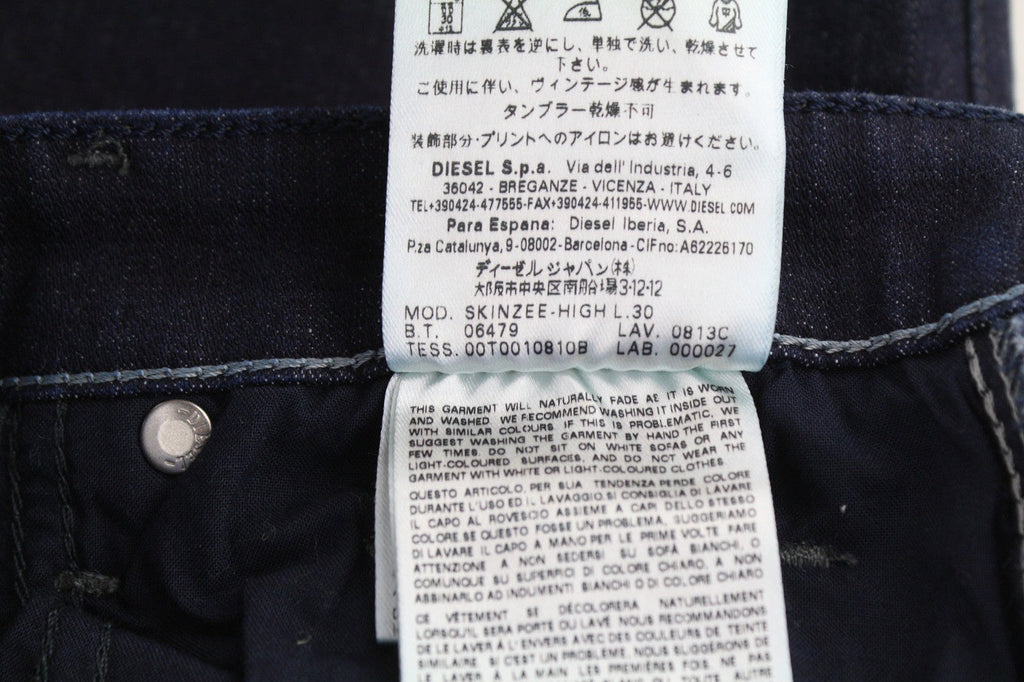 洗濯時は裏表を逆にし、単独で洗い、乾燥させて
下さい。
ご使用に伴い、ヴィンテージ感が生まれます。
タンブラー乾燥不可
装飾部分・プリントへのアイロンはお避けください。
DIESEL S.p.a. Via dell' Industria, 4-6
36042 - BREGANZE - VICENZA - ITALY
TEL+390424-477555-FAX+390424-411955-WWW.DIESEL.COM
Para Espana: Diesel Iberia, S.A.
P.za Catalunya, 9-08002-Barcelona-CIFno: A62226170
ディーゼルジャパン(株)
大阪市中央区南船場3-12-12
MOD. SKINZEE-HIGH L.30
B.T. 06479 LAV. 0813C
TESS. 00T0010810B LAB. 000027
THIS GARMENT WILL NATURALLY FADE AS IT IS WORN
AND WASHED. WE RECOMMEND WASHING IT INSIDE OUT
WITH SIMILAR COLOURS. IF THIS IS PROBLEMATIC, WE
SUGGEST WASHING THE GARMENT BY HAND THE FIRST
FEW TIMES. DO NOT SIT ON WHITE SOFAS OR ANY
LIGHT-COLOURED SURFACES, AND DO NOT WEAR THE
GARMENT WITH WHITE OR LIGHT-COLOURED CLOTHES.
QUESTO ARTICOLO, PER SUA TENDENZA PERDE COLORE
DURANTE L'USO ED IL LAVAGGIO. SI CONSIGLIA DI LAVARE
IL CAPO AL ROVESCIO ASSIEME A CAPI DELLO STESSO
COLORE. SE QUESTO FOSSE UN PROBLEMA, SUGGERIAMO
DI LAVARE IL CAPO A MANO PER LE PRIME VOLTE. FARE
ATTENZIONE A NON SEDERSI SU SOFÀ BIANCHI, O
COMUNQUE SU SUPERFICI DI COLORE CHIARO, A NON
ABBINARLO AD INDUMENTI BIANCHI O DI COLORE CHIARO
CE VÊTEMENT SE DÉCOLORERA NATURELLEMENT
LORSQU'IL SERA PORTÉ OU LAVÉ. NOUS RECOMMANDONS
DE LE LAVER À L'ENVERS AVEC DES COULEURS DE TEINTE
SIMILAIRE. SI C'EST UN PROBLÈME, NOUS SUGGÉRONS DE
LE LAVER À LA MAIN LES PREMIÈRES FOIS. NE PAS